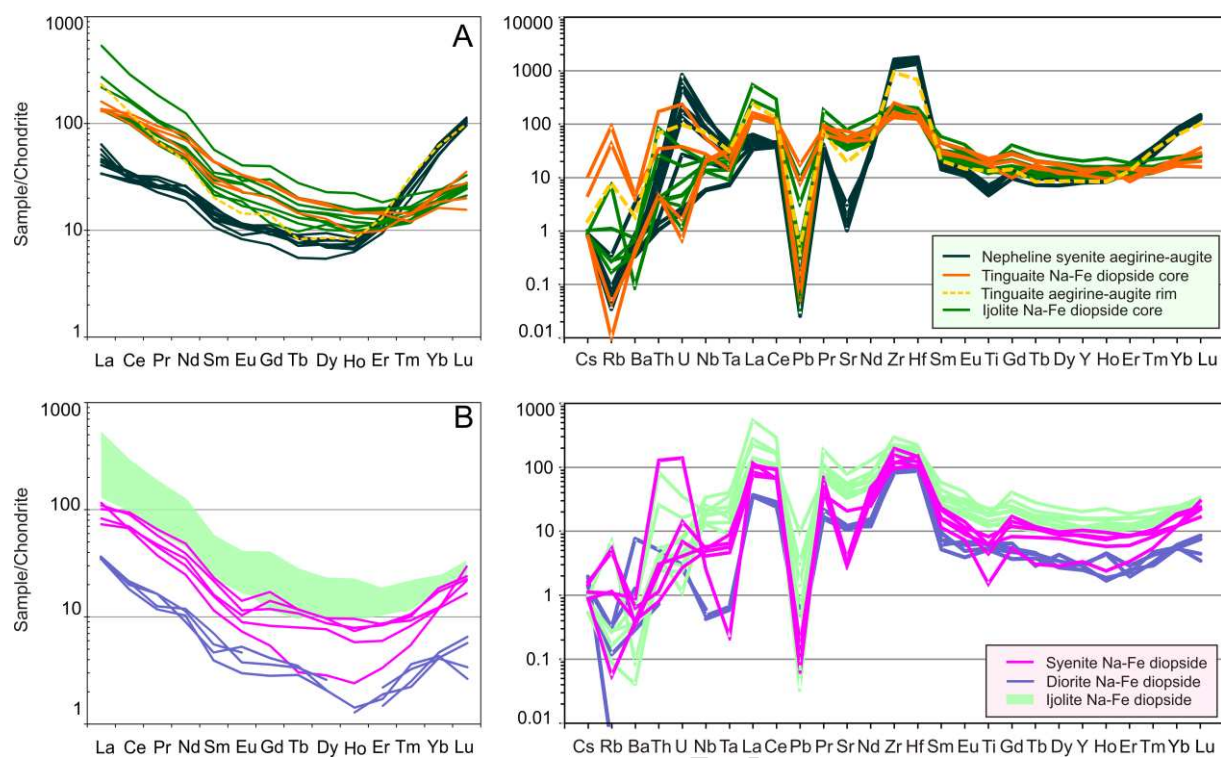 A
Sample/Chondrite
1000
100
10
1
La Ce Pr Nd Sm Eu Gd Tb Dy Ho Er Tm Yb Lu
10000
1000
100
10
1
0.1
0.01
Cs Rb Ba Th U Nb Ta La Ce Pb Pr Sr Nd Zr Hf Sm Eu Ti Gd Tb Dy Y Ho Er Tm Yb Lu
Nepheline syenite aegirine-augite
Tinguaite Na-Fe diopside core
Tinguaite aegirine-augite rim
Ijolite Na-Fe diopside core
B
Sample/Chondrite
1000
100
10
1
La Ce Pr Nd Sm Eu Gd Tb Dy Ho Er Tm Yb Lu
1000
100
10
1
0.1
0.01
Cs Rb Ba Th U Nb Ta La Ce Pb Pr Sr Nd Zr Hf Sm Eu Ti Gd Tb Dy Y Ho Er Tm Yb Lu
Syenite Na-Fe diopside
Diorite Na-Fe diopside
Ijolite Na-Fe diopside